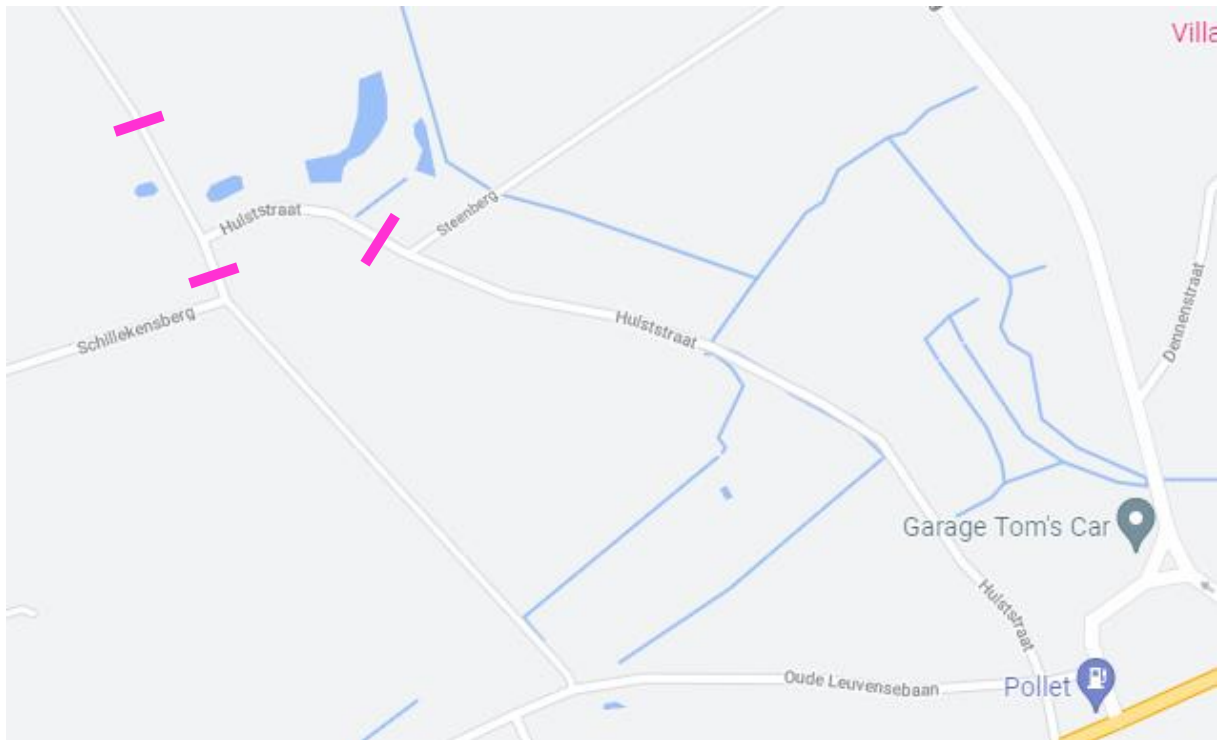 Villa
Hulststraat
Steenberg
Schillekensberg
Hulststraat
Dennenstraat
Garage Tom's Car
Hulststraat
Oude Leuvensebaan
Pollet